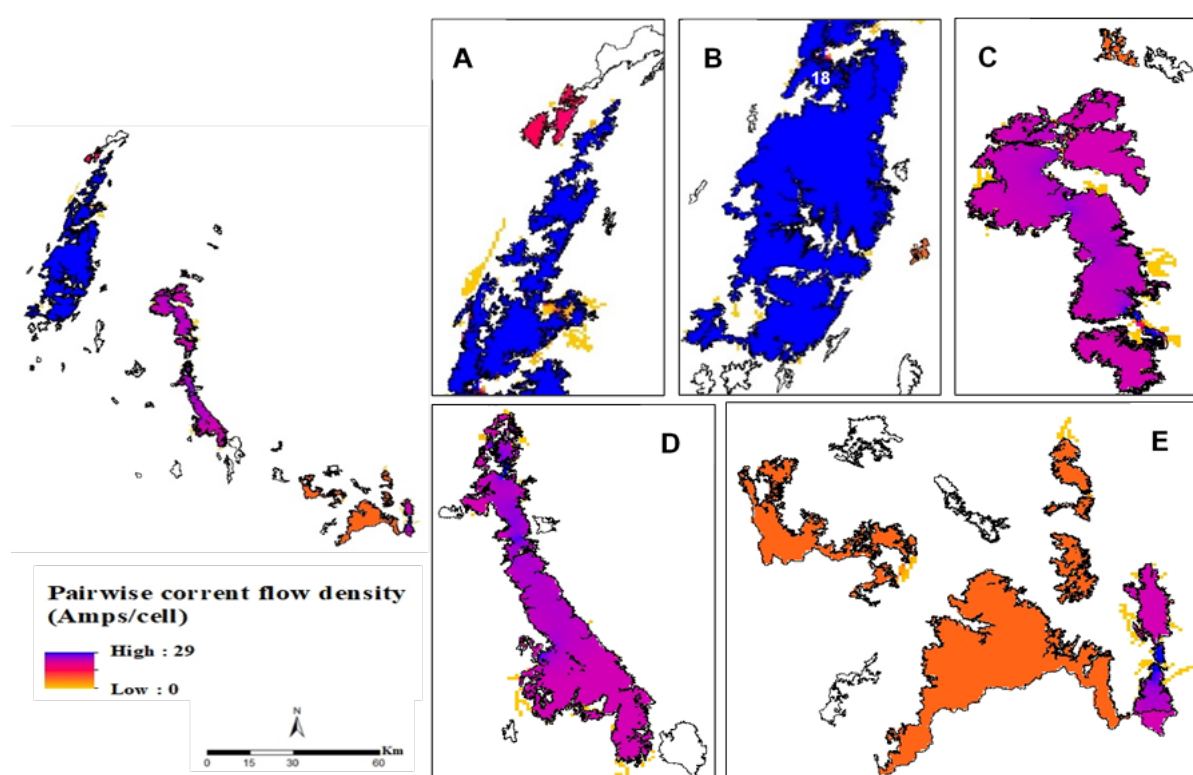 A
B
18
C
D
E
Pairwise corrent flow density
(Amps/cell)
High : 29
Low : 0
N
Km
0 15 30 60